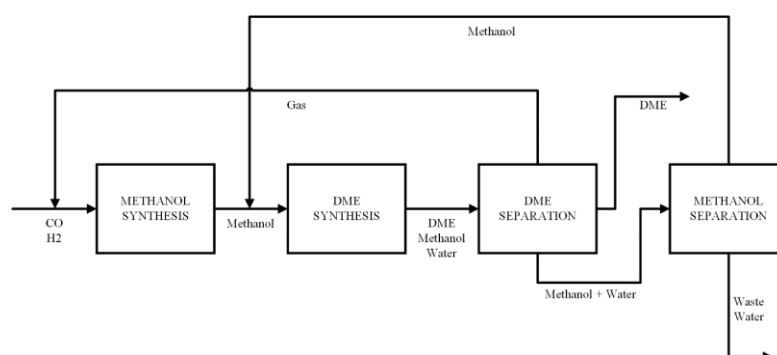 Methanol
Gas
DME
METHANOL
SYNTHESIS
DME
SYNTHESIS
DME
SEPARATION
METHANOL
SEPARATION
CO
H2
Methanol
DME
Methanol
Water
Methanol + Water
Waste
Water